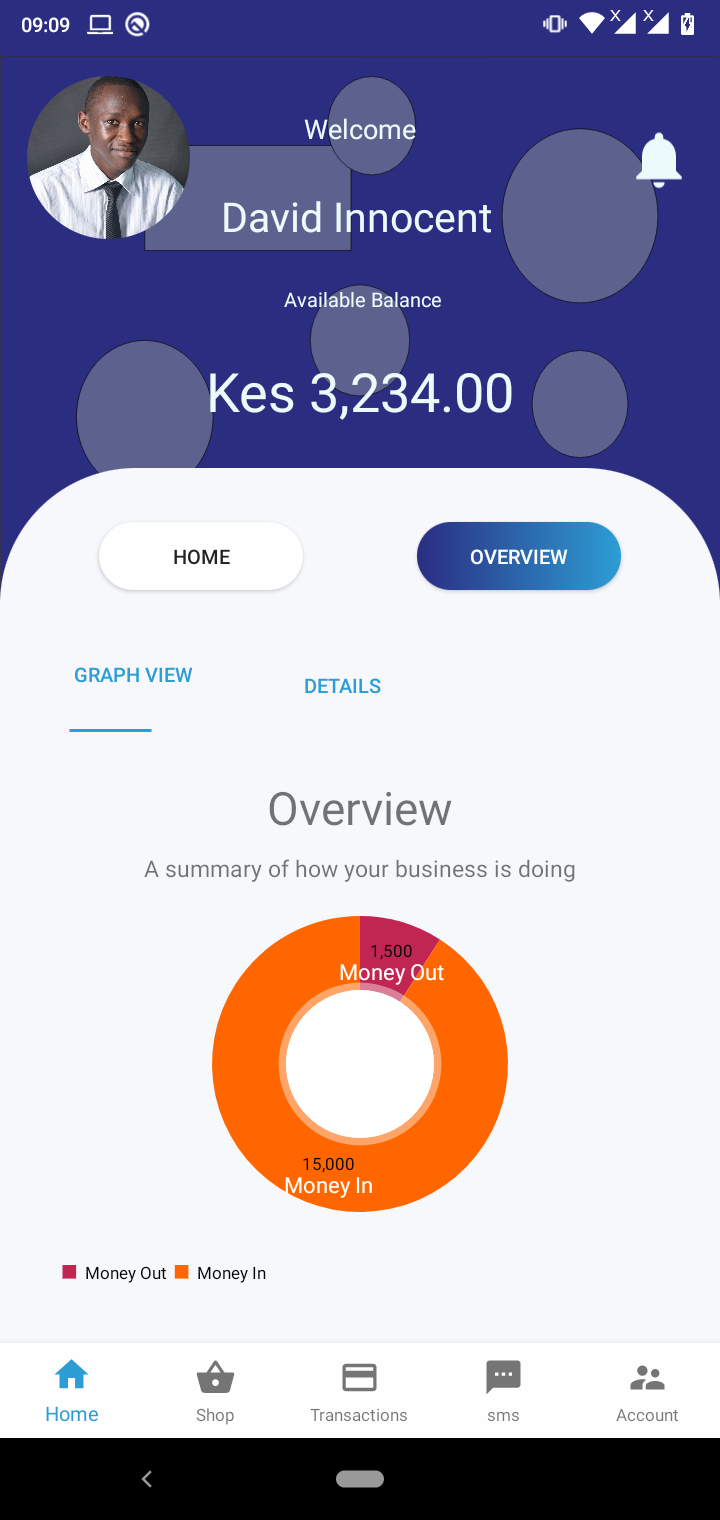 09:09
X X
Welcome
David Innocent
Available Balance
Kes 3,234.00
HOME
OVERVIEW
GRAPH VIEW
DETAILS
Overview
A summary of how your business is doing
1,500
Money Out
15,000
Money In
Money Out Money In
Home
Shop
Transactions
sms
Account